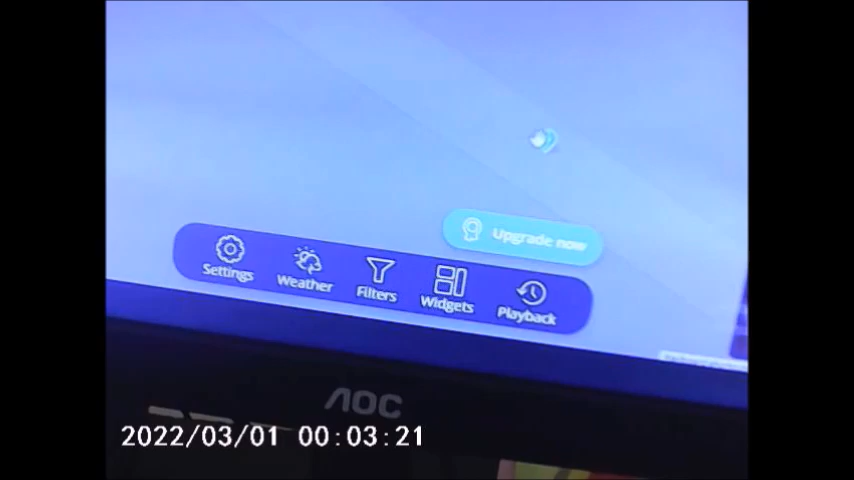 Upgrade now
Settings
Weather
Filters
Widgets
Playback
AOC
2022/03/01 00:03:21